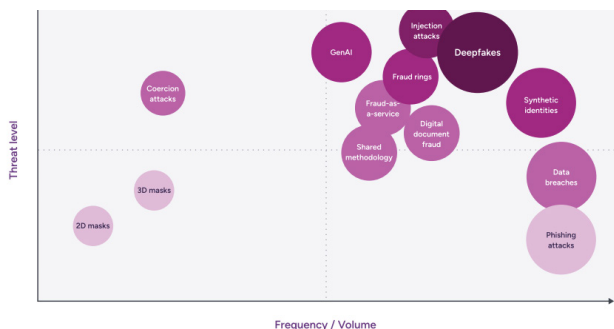 Threat level
Injection
attacks
GenAI
Deepfakes
Fraud rings
Coercion
attacks
Fraud-as-
a-service
Synthetic
identities
Digital
document
fraud
Shared
methodology
Data
breaches
3D masks
2D masks
Phishing
attacks
Frequency / Volume